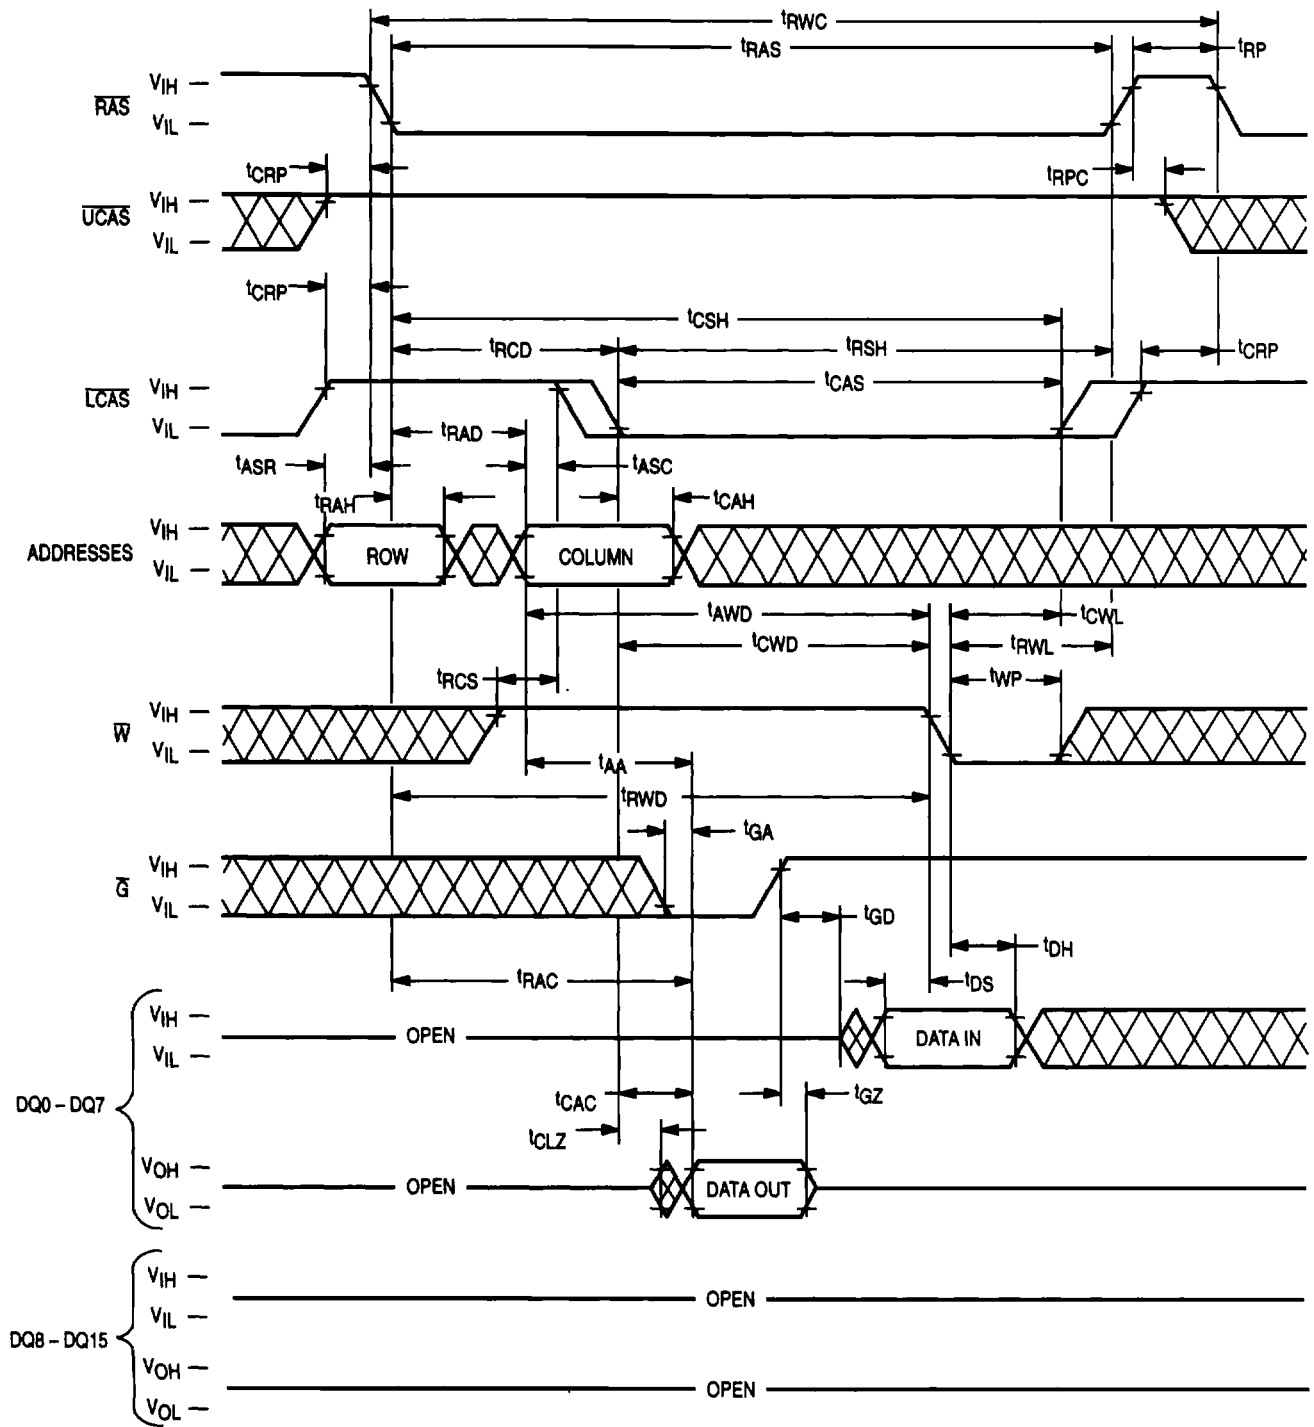 tRWC
tRAS
tRP
VIH
RAS
VIL
tCRP
tRPC
VIH
UCAS
VIL
tCRP
tCSH
tRCD
tRSH
tCRP
tCAS
VIH
LCAS
VIL
tRAD
tASR
tASC
tRAH
tCAH
VIH
ADDRESSES
ROW
COLUMN
VIL
tAWD
tCWL
tCWD
tRWL
tRCS
tWP
VIH
W
VIL
tAA
tRWD
tGA
VIH
G
VIL
tGD
tDH
tRAC
tDS
VIH
OPEN
DATA IN
VIL
DQ0 – DQ7
tCAC
tGZ
tCLZ
VOH
OPEN
DATA OUT
VOL
VIH
OPEN
VIL
DQ8 – DQ15
VOH
OPEN
VOL